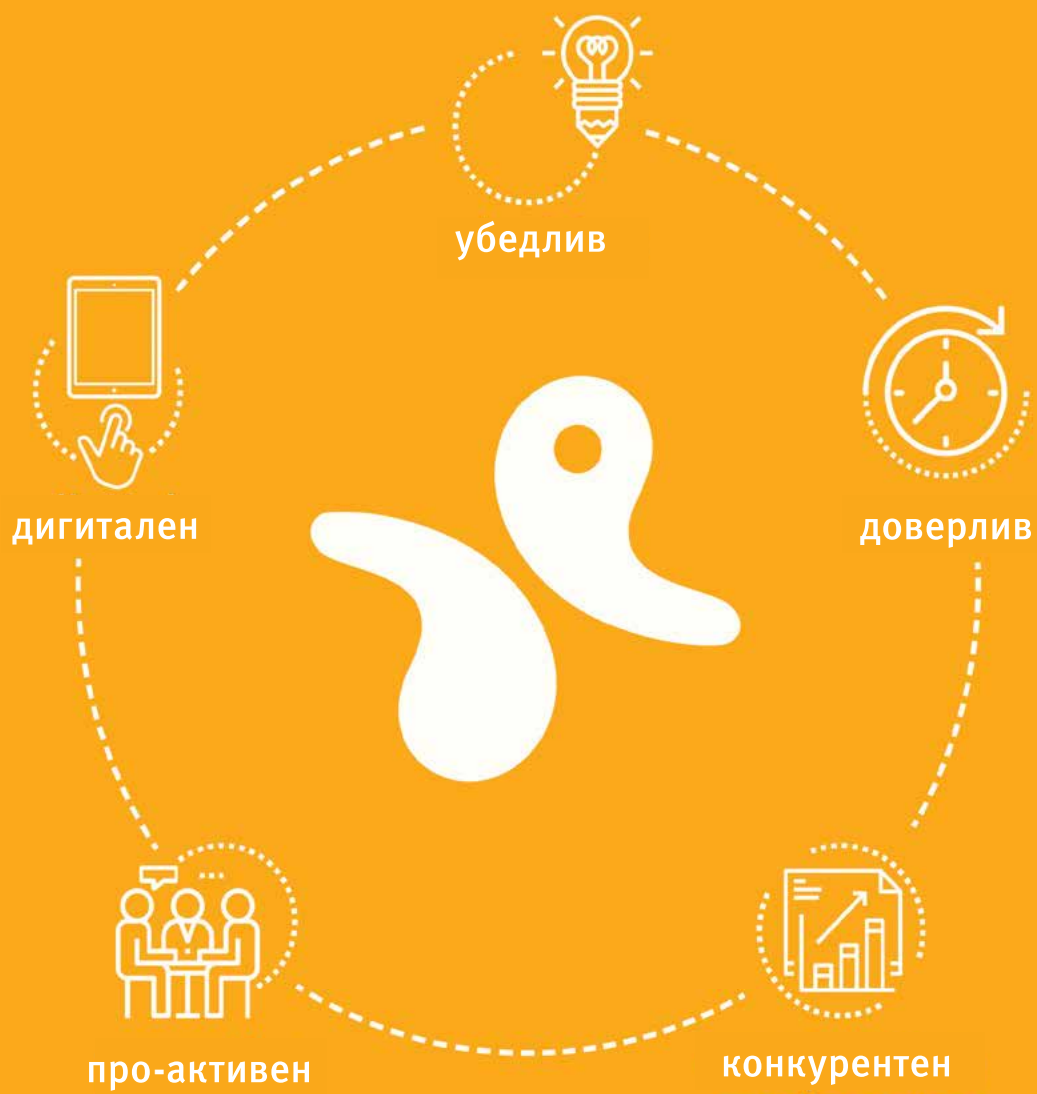 убедлив
дигитален
доверлив
про-активен
конкурентен